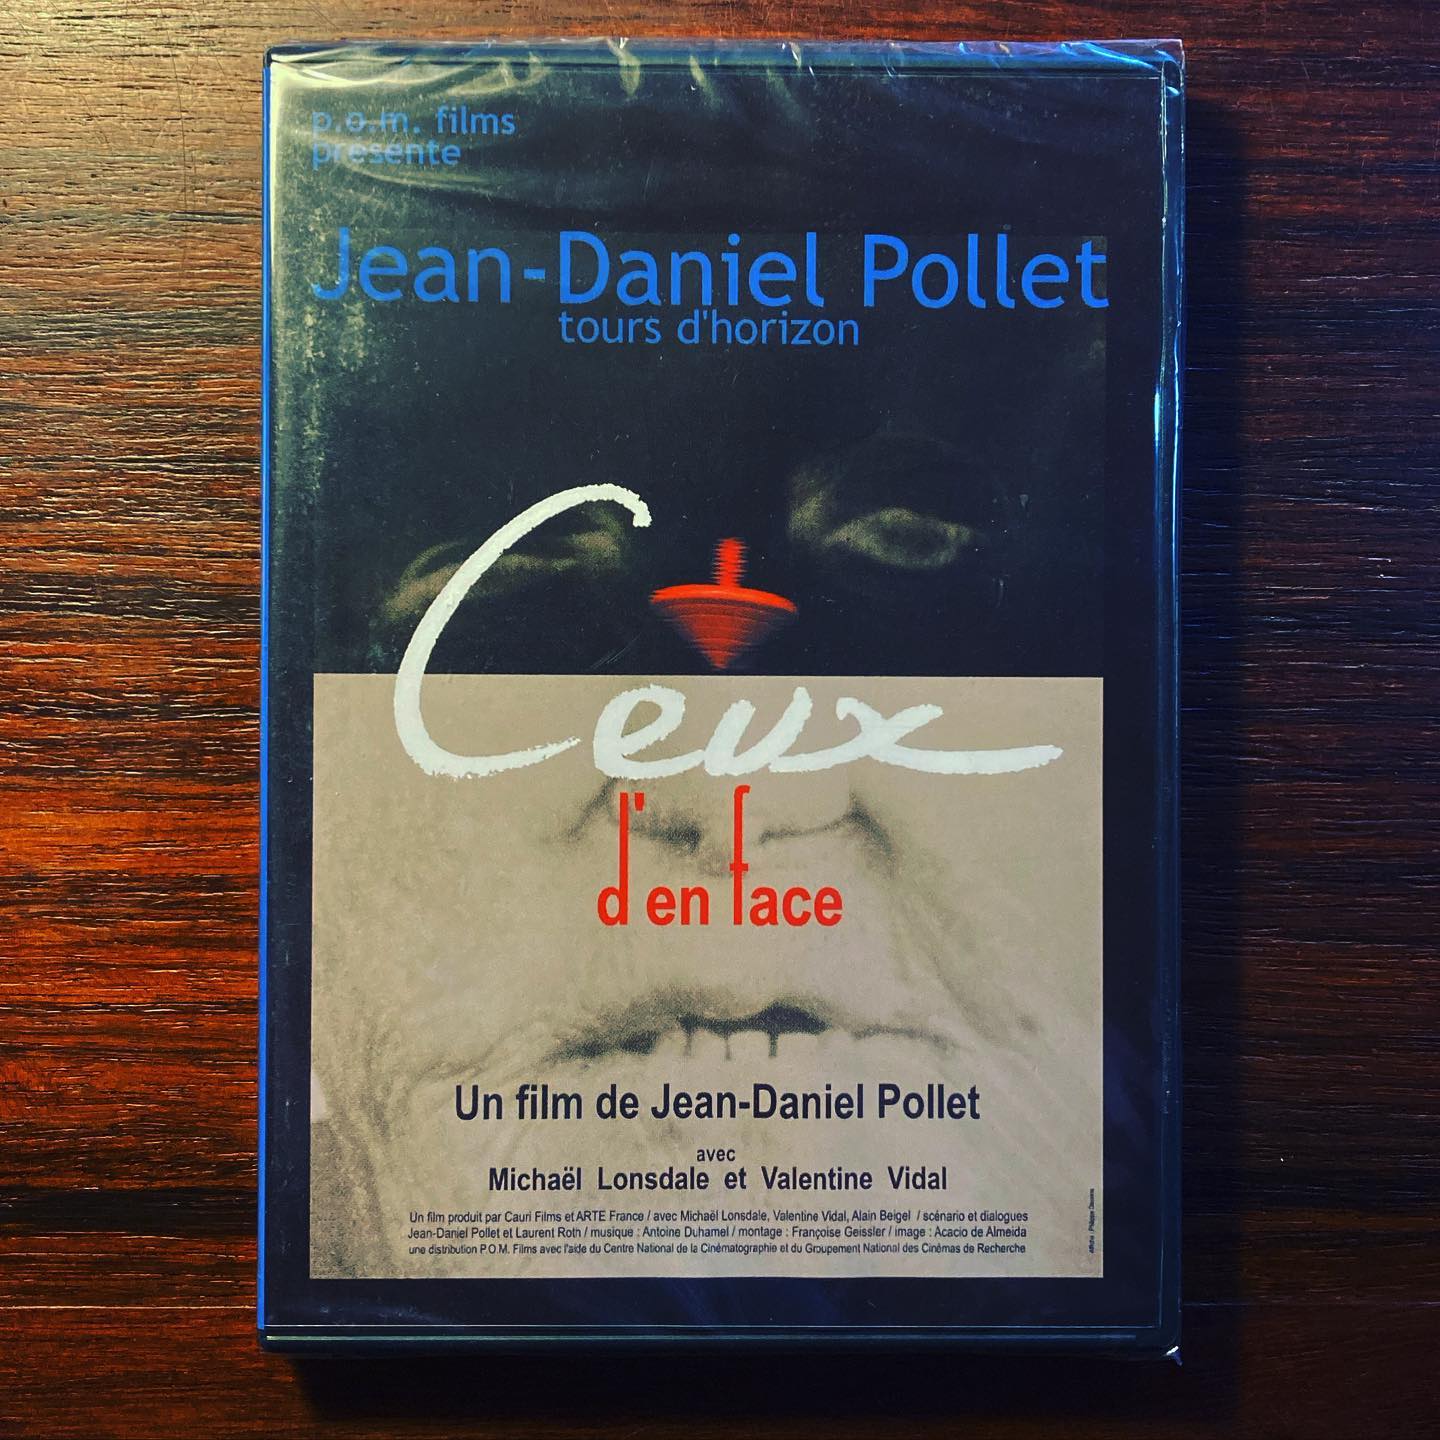 p.o.m. films
présente
Jean-Daniel Pollet
tours d'horizon
Ceux
d'en face
Un film de Jean-Daniel Pollet
avec
Michaël Lonsdale et Valentine Vidal
Un film produit par Cauri Films et ARTE France / avec Michaël Lonsdale, Valentine Vidal, Alain Beigel / scénario et dialogues
Jean-Daniel Pollet et Laurent Roth / musique : Antoine Duhamel / montage : Françoise Geissler / image : Acacio de Almeida
une distribution P.O.M. Films avec l'aide du Centre National de la Cinématographie et du Groupement National des Cinémas de Recherche